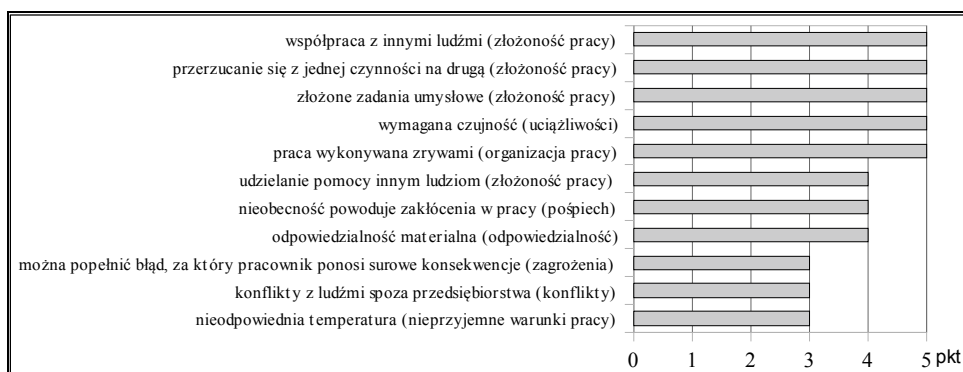 współpraca z innymi ludźmi (złożoność pracy)
przerzucanie się z jednej czynności na drugą (złożoność pracy)
złożone zadania umysłowe (złożoność pracy)
wymagana czujność (uciążliwości)
praca wykonywana zrywami (organizacja pracy)
udzielanie pomocy innym ludziom (złożoność pracy)
nieobecność powoduje zakłócenia w pracy (pośpiech)
odpowiedzialność materialna (odpowiedzialność)
można popełnić błąd, za który pracownik ponosi surowe konsekwencje (zagrożenia)
konflikty z ludźmi spoza przedsiębiorstwa (konflikty)
nieodpowiednia temperatura (nieprzyjemne warunki pracy)
0 1 2 3 4 5 pkt